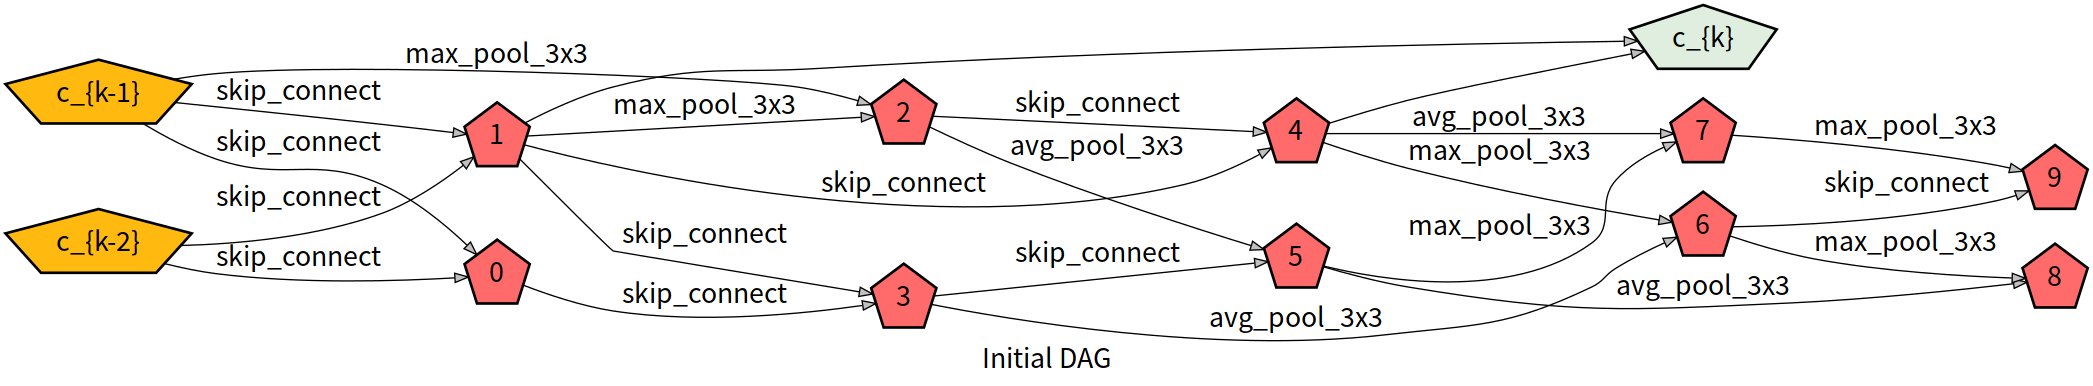 c_{k-1}
c_{k-2}
max_pool_3x3
skip_connect
skip_connect
skip_connect
skip_connect
1
0
max_pool_3x3
skip_connect
skip_connect
skip_connect
2
3
skip_connect
avg_pool_3x3
skip_connect
avg_pool_3x3
4
5
avg_pool_3x3
max_pool_3x3
max_pool_3x3
avg_pool_3x3
c_{k}
7
6
max_pool_3x3
skip_connect
max_pool_3x3
9
8
Initial DAG